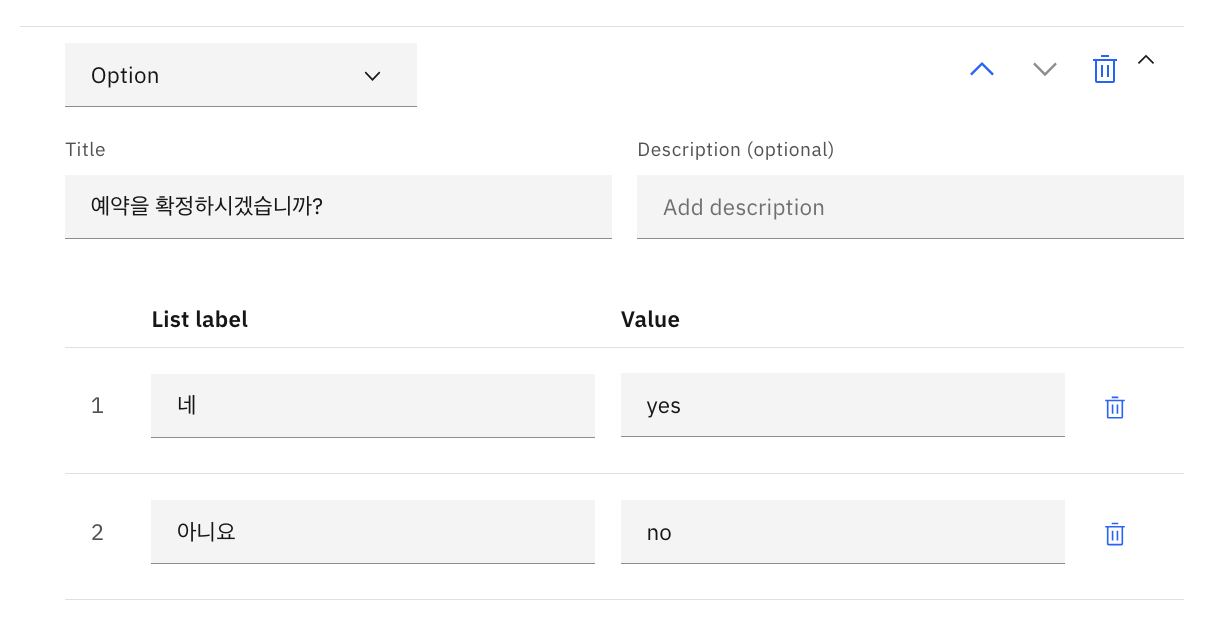 Option
Title
Description (optional)
예약을 확정하시겠습니까?
Add description
List label
Value
1
네
yes
2
아니요
no